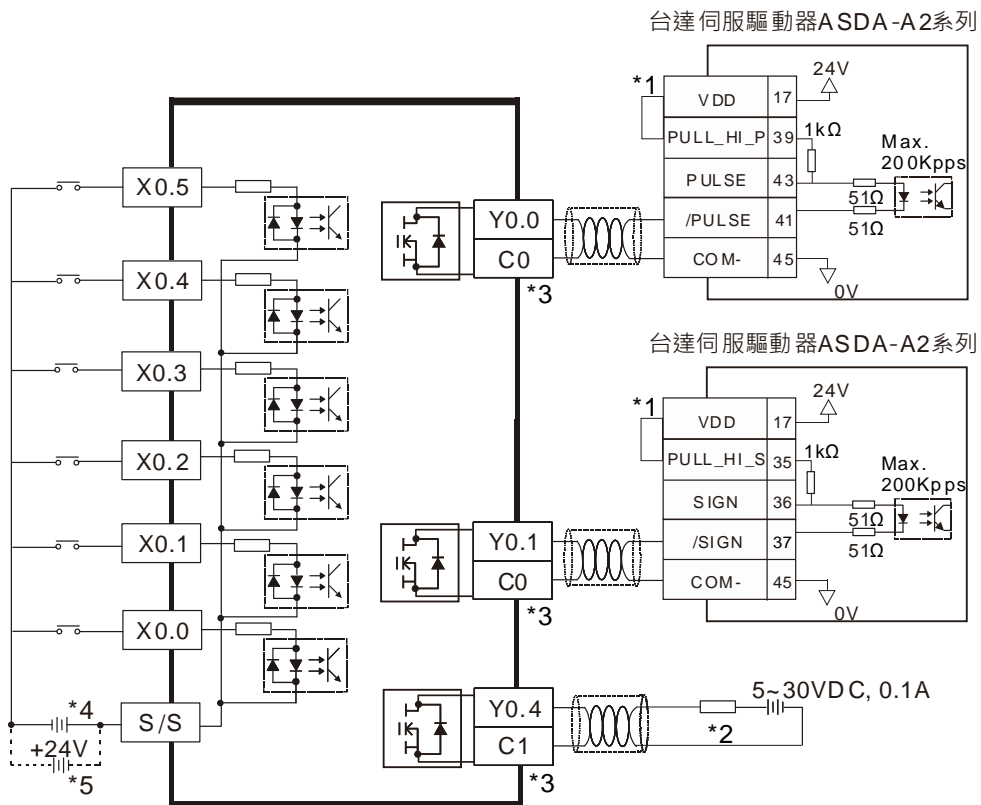 台達伺服驅動器ASDA-A2系列
*1
24V
VDD 17
PULL_HI_P 39
1kΩ
Max.
200Kpps
PULSE 43
51Ω
/PULSE 41
51Ω
COM- 45
0V
X0.5
Y0.0
C0
*3
X0.4
台達伺服驅動器ASDA-A2系列
*1
24V
VDD 17
PULL_HI_S 35
1kΩ
Max.
200Kpps
SIGN 36
51Ω
/SIGN 37
51Ω
COM- 45
0V
X0.3
X0.2
X0.1
Y0.1
C0
*3
X0.0
Y0.4
C1
*3
5~30VDC, 0.1A
*2
S/S
*4
+24V
*5